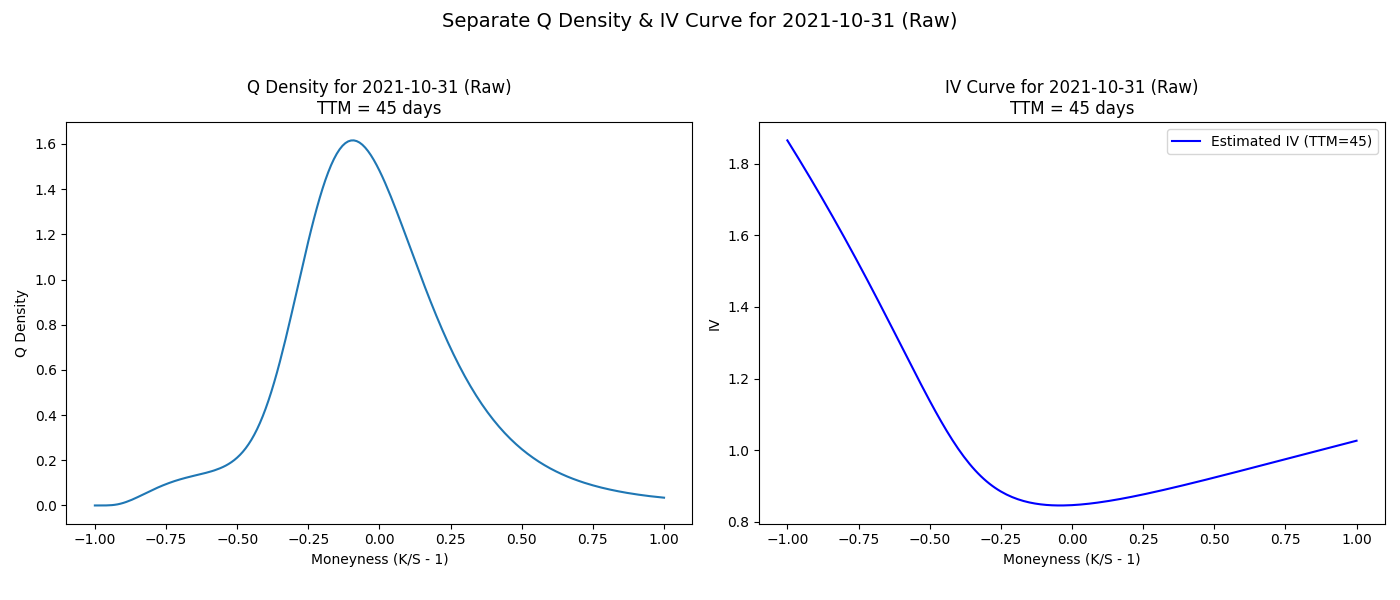 Separate Q Density & IV Curve for 2021-10-31 (Raw)
Q Density for 2021-10-31 (Raw)
TTM = 45 days
1.6
1.4
1.2
1.0
0.8
0.6
0.4
0.2
0.0
Q Density
−1.00 −0.75 −0.50 −0.25 0.00 0.25 0.50 0.75 1.00
Moneyness (K/S - 1)
IV Curve for 2021-10-31 (Raw)
TTM = 45 days
Estimated IV (TTM=45)
1.8
1.6
1.4
1.2
1.0
0.8
IV
−1.00 −0.75 −0.50 −0.25 0.00 0.25 0.50 0.75 1.00
Moneyness (K/S - 1)